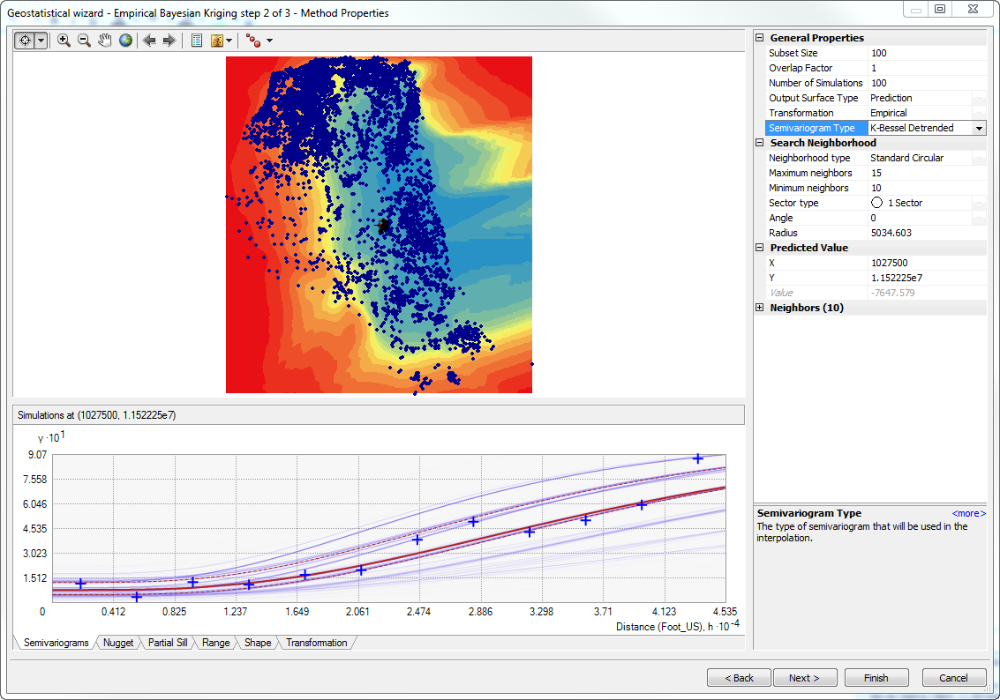 Geostatistical wizard - Empirical Bayesian Kriging step 2 of 3 - Method Properties
General Properties
Subset Size 100
Overlap Factor 1
Number of Simulations 100
Output Surface Type Prediction
Transformation Empirical
Semivariogram Type K-Bessel Detrended
Search Neighborhood
Neighborhood type Standard Circular
Maximum neighbors 15
Minimum neighbors 10
Sector type 1 Sector
Angle 0
Radius 5034.603
Predicted Value
X 1027500
Y 1.152225e7
Value -7647.579
Neighbors (10)
Simulations at (1027500, 1.152225e7)
γ ·10¹
9.07
7.558
6.046
4.535
3.023
1.512
0 0.412 0.825 1.237 1.649 2.061 2.474 2.886 3.298 3.71 4.123 4.535
Distance (Foot_US), h ·10⁻⁴
Semivariograms Nugget Partial Sill Range Shape Transformation
Semivariogram Type <more>
The type of semivariogram that will be used in the
interpolation.
< Back Next > Finish Cancel